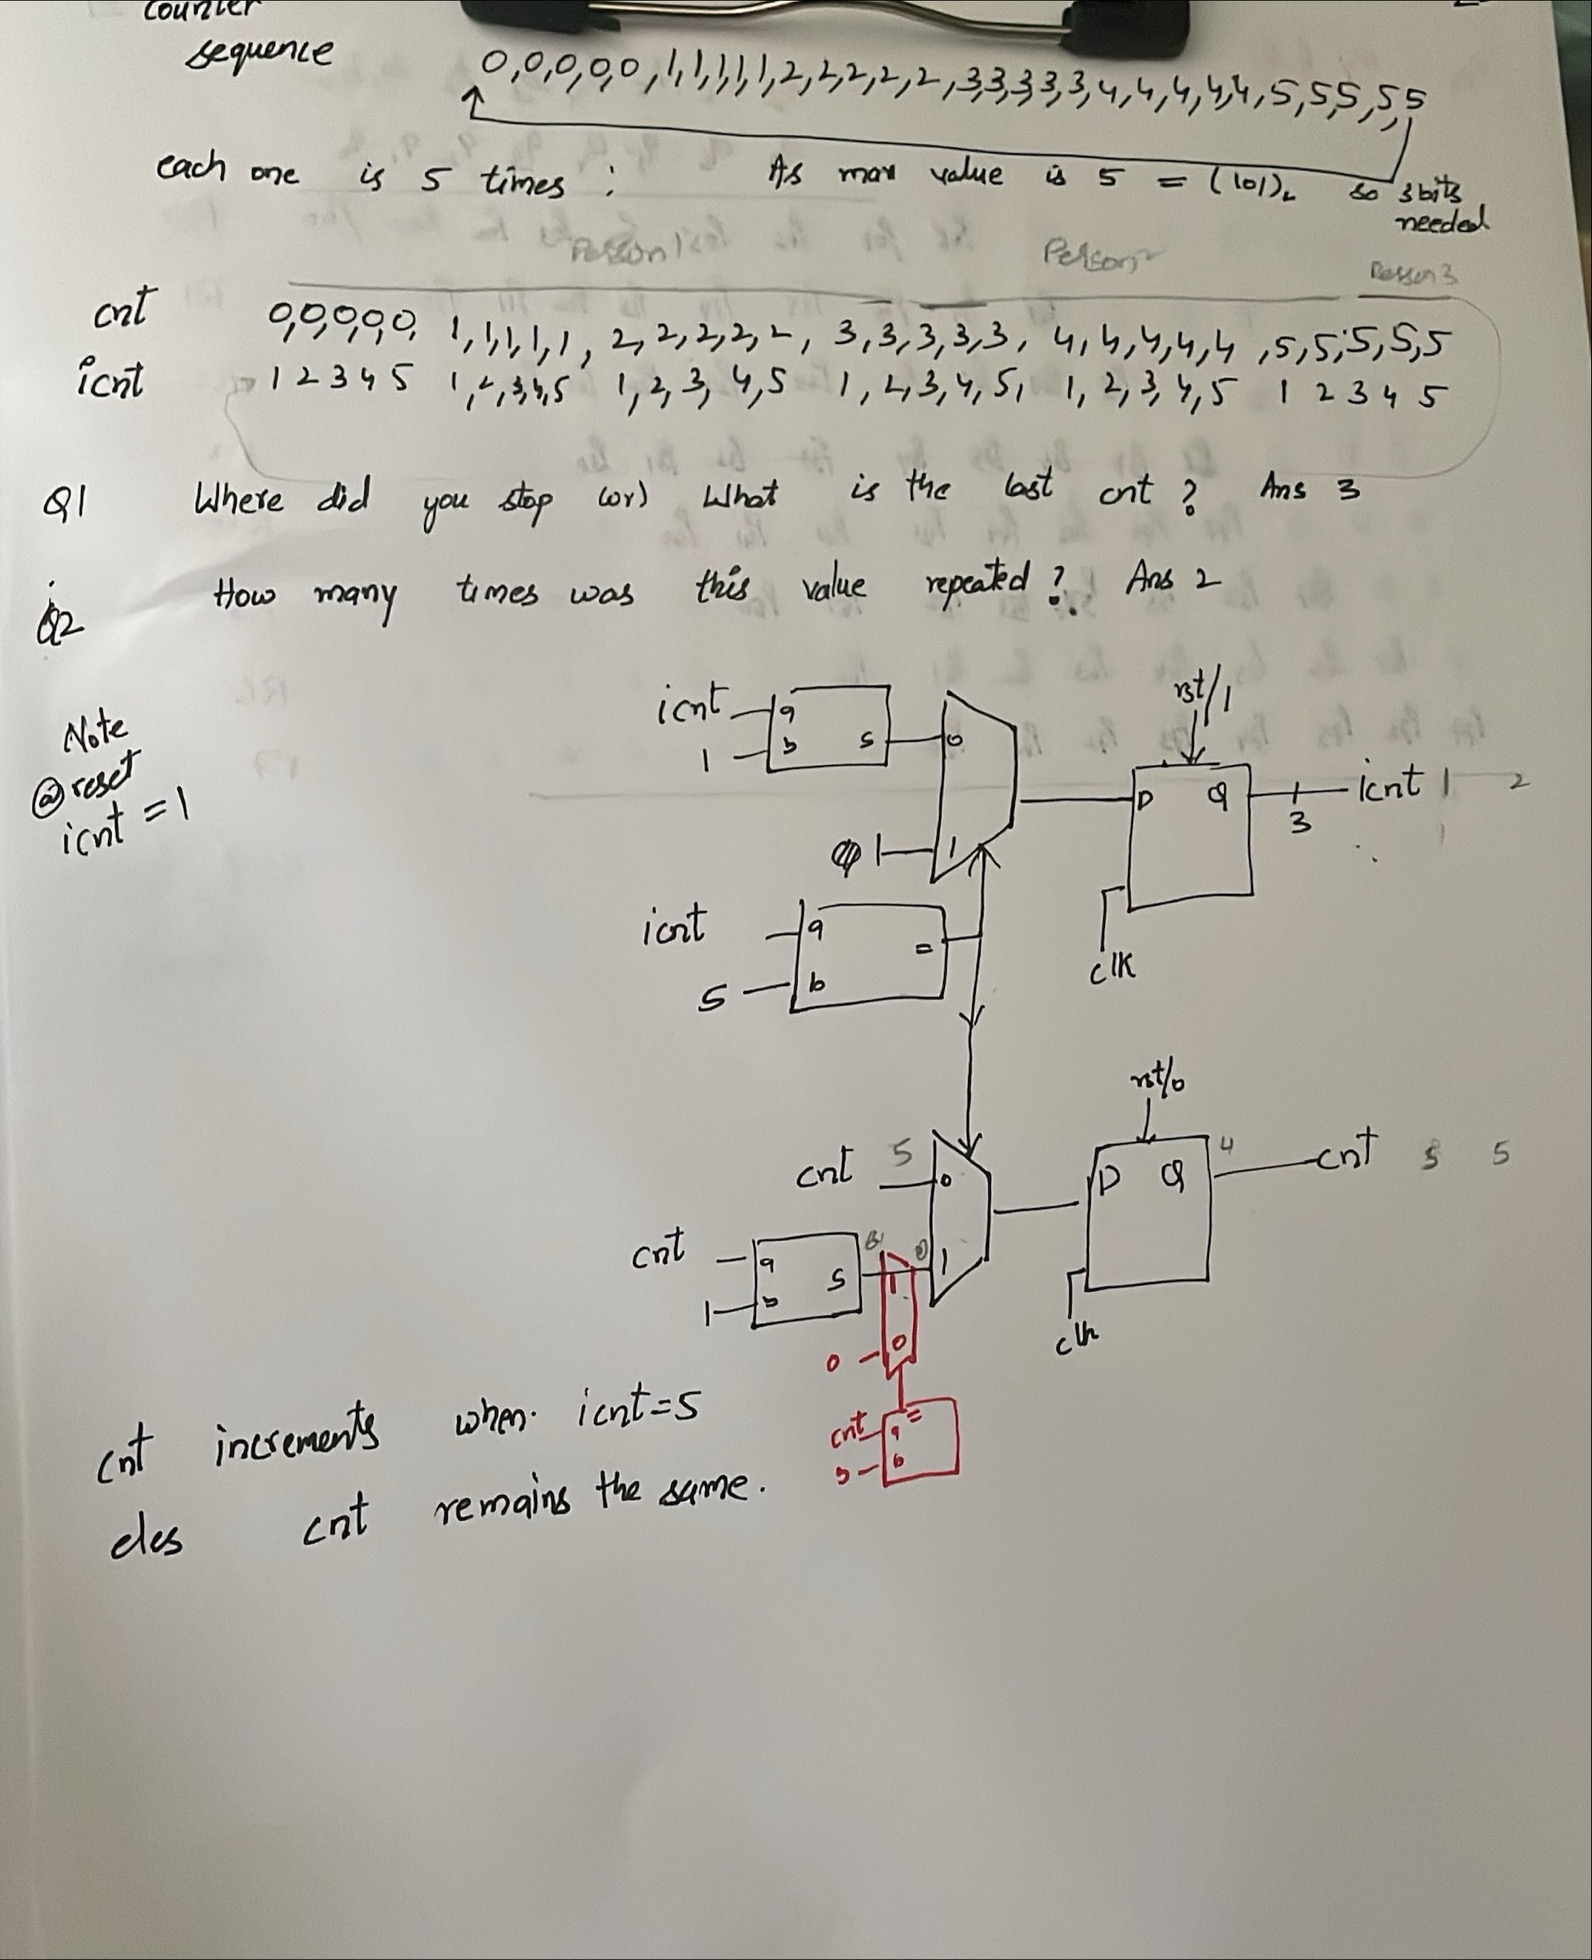 counter
sequence
0,0,0,0,0,1,1,1,1,1,2,2,2,2,2,3,3,3,3,3,4,4,4,4,4,5,5,5,5,5
each one is 5 times : As max value is 5 = (101)₂ so 3bits
needed
Person1 Person2 Person3
cnt 0,0,0,0,0, 1,1,1,1,1, 2,2,2,2,2, 3,3,3,3,3, 4,4,4,4,4,5,5,5,5,5
icnt 1 2 3 4 5 1,2,3,4,5 1,2,3,4,5 1,2,3,4,5, 1,2,3,4,5 1 2 3 4 5
Q1 Where did you stop (or) What is the last cnt ? Ans 3
Q2 How many times was this value repeated ? Ans 2
Note
@ reset
icnt = 1
icnt a
1 b s 0
1 1
rst/1
D Q icnt 1 2
3
clk
icnt a
5 b =
rst/0
cnt 5 0
D Q 4 cnt 5 5
clk
cnt a
1 b s 6 0 1
1
0 0
cnt a =
5 b
cnt increments when icnt=5
eles cnt remains the same.